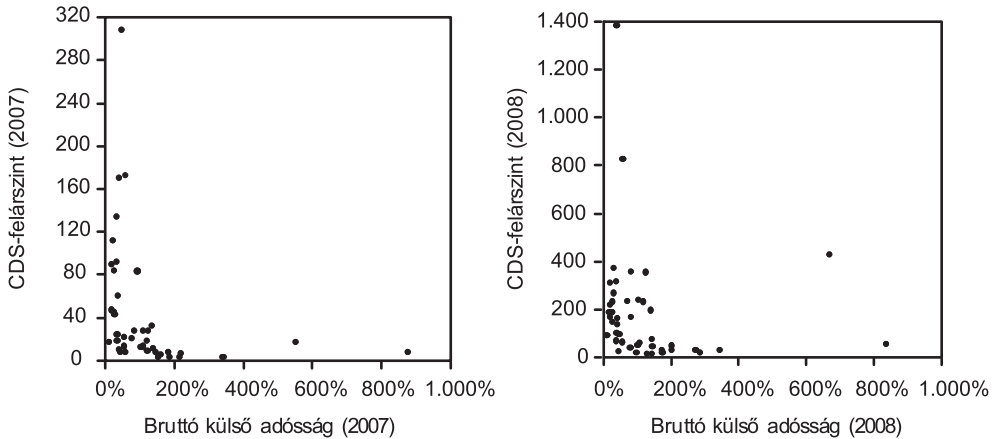 320
280
240
200
160
120
80
40
0
CDS-felárszint (2007)
0% 200% 400% 600% 800% 1.000%
Bruttó külső adósság (2007)
1.400
1.200
1.000
800
600
400
200
0
CDS-felárszint (2008)
0% 200% 400% 600% 800% 1.000%
Bruttó külső adósság (2008)